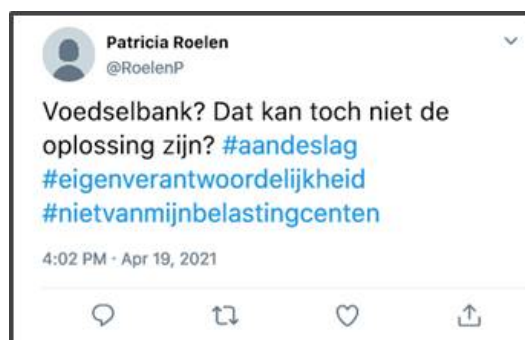 Patricia Roelen
@RoelenP
Voedselbank? Dat kan toch niet de
oplossing zijn? #aandeslag
#eigenverantwoordelijkheid
#nietvanmijnbelastingcenten
4:02 PM · Apr 19, 2021